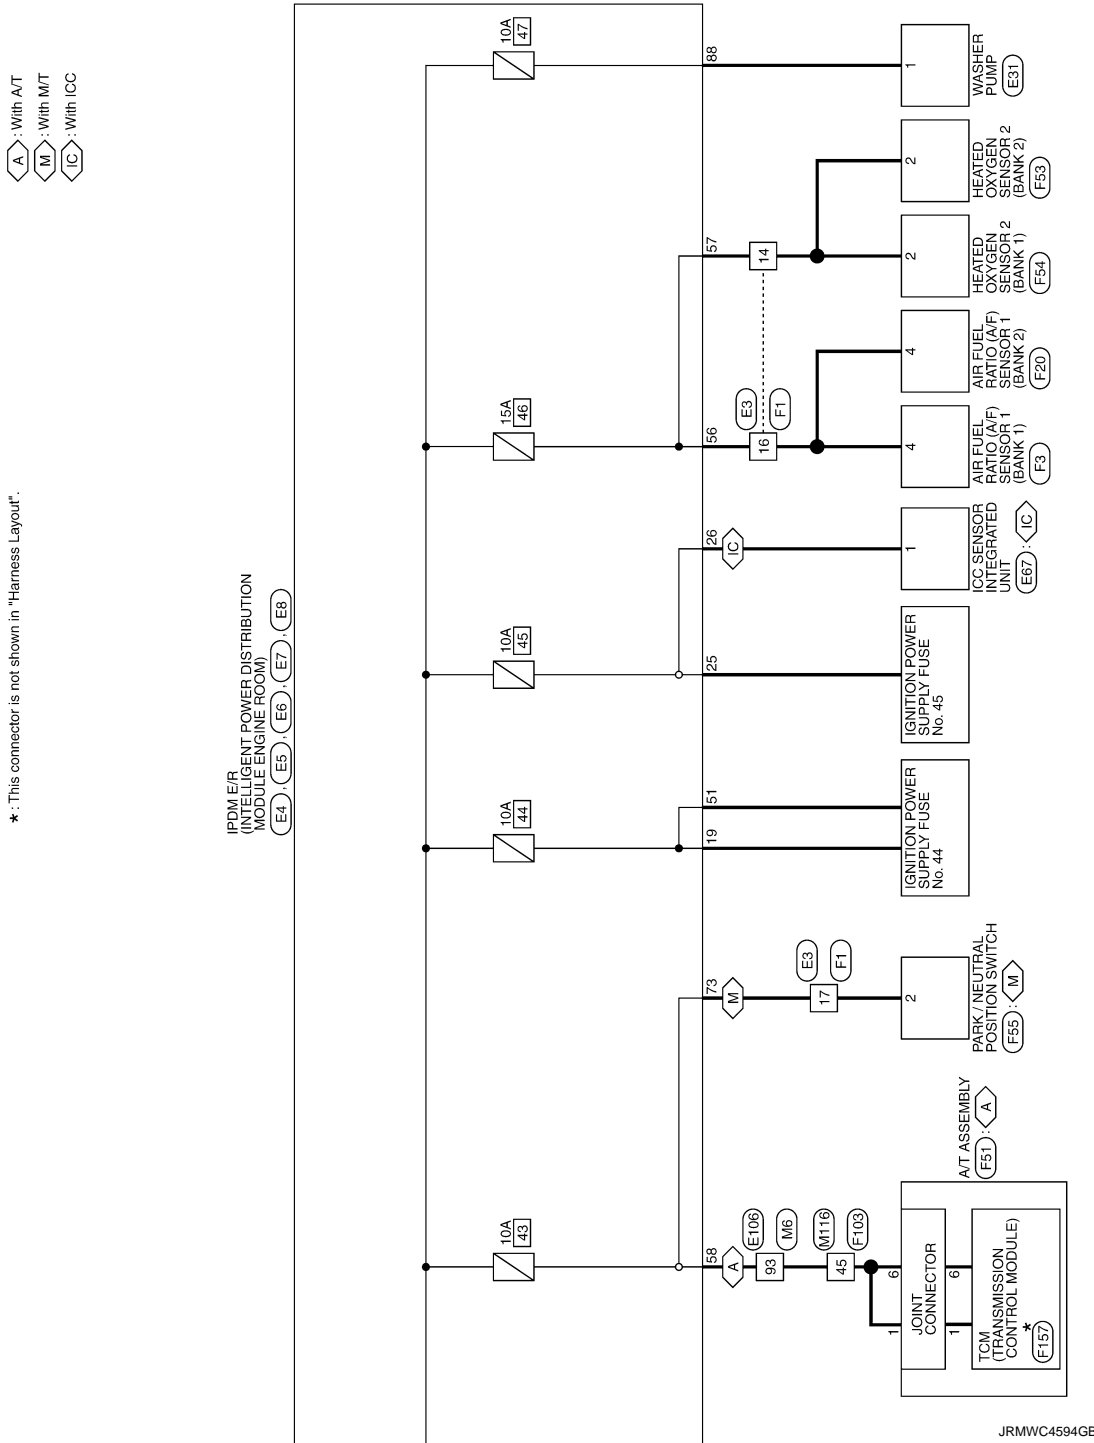 A : With A/T
M : With M/T
IC : With ICC
★ : This connector is not shown in "Harness Layout".
IPDM E/R
(INTELLIGENT POWER DISTRIBUTION
MODULE ENGINE ROOM)
E4 , E5 , E6 , E7 , E8
10A
43
10A
44
10A
45
15A
46
10A
47
58
73
19
51
25
26
56
57
88
A
E106
93
M6
M116
45
F103
M
E3
17
F1
IC
E3
16
F1
14
1
6
JOINT
CONNECTOR
1
6
TCM
(TRANSMISSION
CONTROL MODULE)
★
F157
A/T ASSEMBLY
F51 : A
2
PARK / NEUTRAL
POSITION SWITCH
F55 : M
IGNITION POWER
SUPPLY FUSE
No. 44
IGNITION POWER
SUPPLY FUSE
No. 45
1
ICC SENSOR
INTEGRATED
UNIT
E67 : IC
4
AIR FUEL
RATIO (A/F)
SENSOR 1
(BANK 1)
F3
4
AIR FUEL
RATIO (A/F)
SENSOR 1
(BANK 2)
F20
2
HEATED
OXYGEN
SENSOR 2
(BANK 1)
F54
2
HEATED
OXYGEN
SENSOR 2
(BANK 2)
F53
1
WASHER
PUMP
E31
JRMWC4594GE